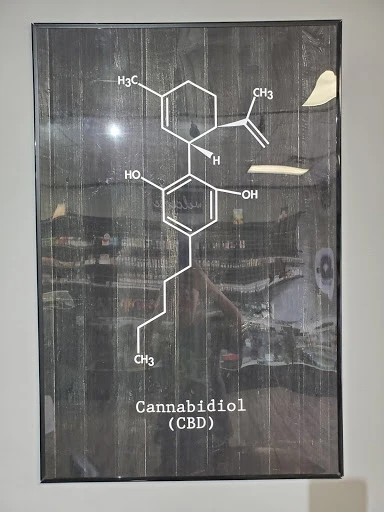 H₃C
CH₃
H
HO
OH
CH₃
Cannabidiol
(CBD)